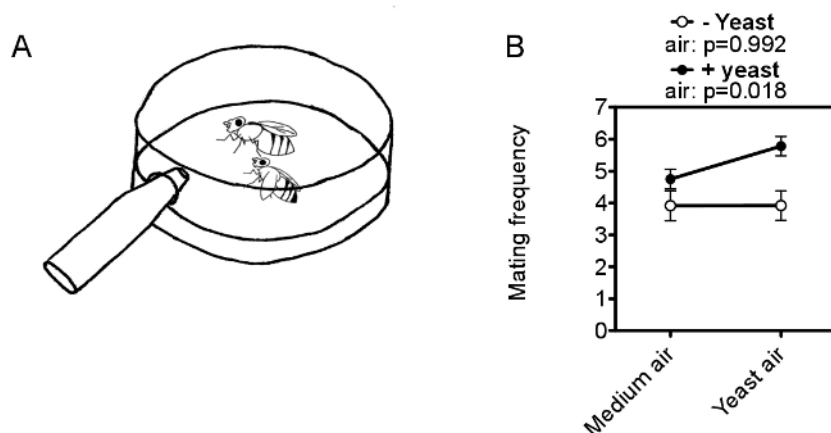 A
B
- Yeast
air: p=0.992
+ yeast
air: p=0.018
7
6
5
4
3
2
1
0
Mating frequency
Medium air
Yeast air